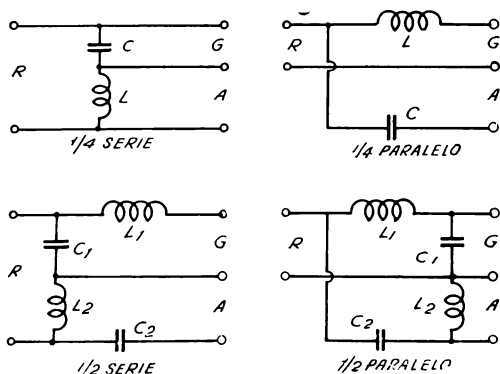 C G
R
L A
1/4 SERIE
L G
R
A
C
1/4 PARALELO
L1
C1 G
R
L2 A
C2
1/2 SERIE
L1
R G
C1
L2
C2 A
1/2 PARALELO